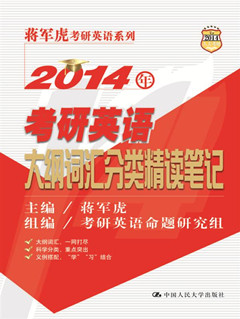 蒋军虎考研英语系列
2014
2014年
考研英语
大纲词汇分类精读笔记
主编/蒋军虎
组编/考研英语命题研究组
大纲词汇，一网打尽
科学分类，重点突出
义例搭配，“学”“习”结合
中国人民大学出版社